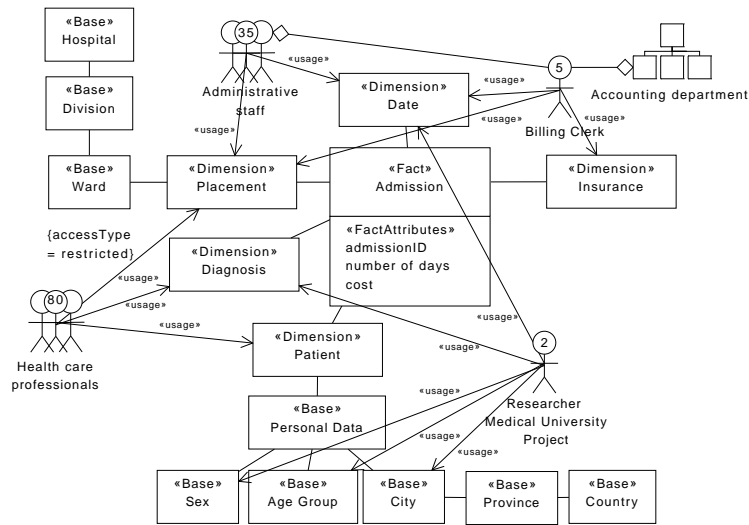 «Base»
Hospital
35
5
«usage»
«usage»
Administrative
staff
«Dimension»
Date
Accounting department
«Base»
Division
«usage»
«usage»
«usage»
Billing Clerk
«Base»
Ward
«Dimension»
Placement
«Fact»
Admission
«Dimension»
Insurance
{accessType
= restricted}
«FactAttributes»
admissionID
number of days
cost
«Dimension»
Diagnosis
«usage»
80
«usage»
«usage»
«usage»
«usage»
2
Health care
professionals
«Dimension»
Patient
«usage»
Researcher
Medical University
Project
«Base»
Personal Data
«usage»
«usage»
«Base»
Sex
«Base»
Age Group
«Base»
City
«Base»
Province
«Base»
Country